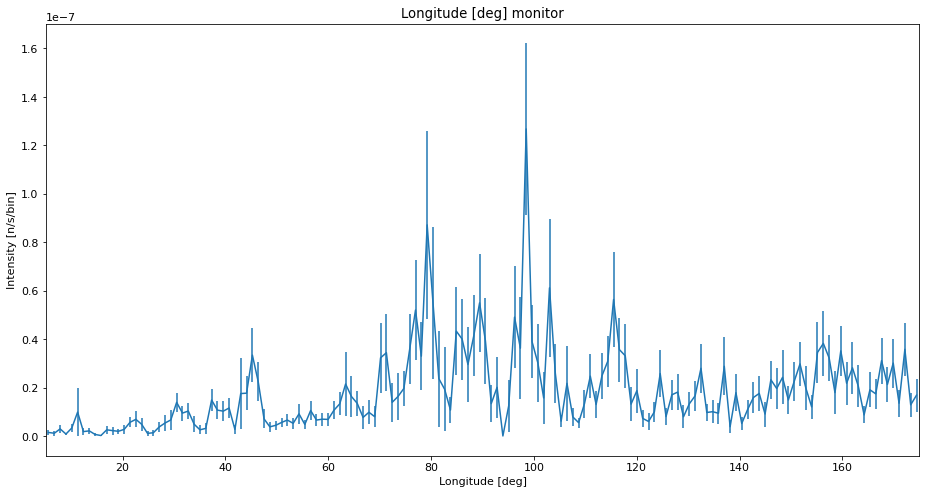 Longitude [deg] monitor
1e−7
1.6
1.4
1.2
1.0
0.8
0.6
0.4
0.2
0.0
Intensity [n/s/bin]
20 40 60 80 100 120 140 160
Longitude [deg]